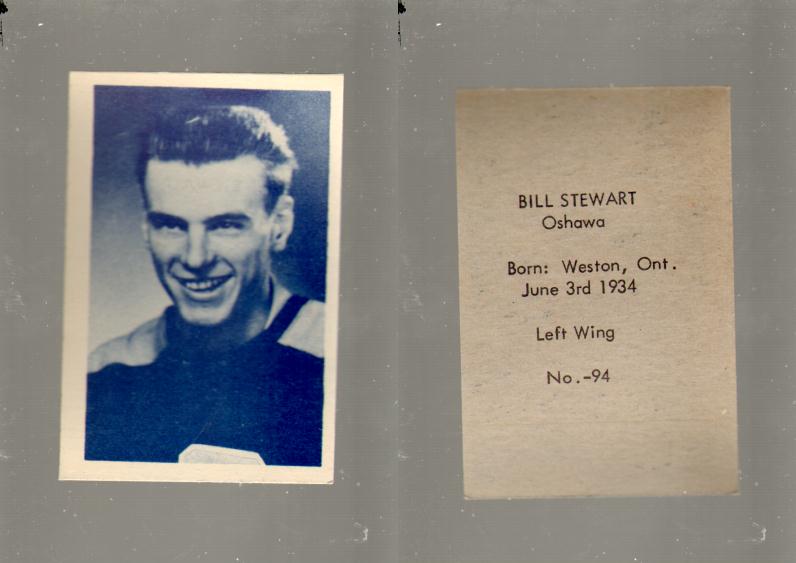 BILL STEWART
Oshawa
Born: Weston, Ont.
June 3rd 1934
Left Wing
No.-94